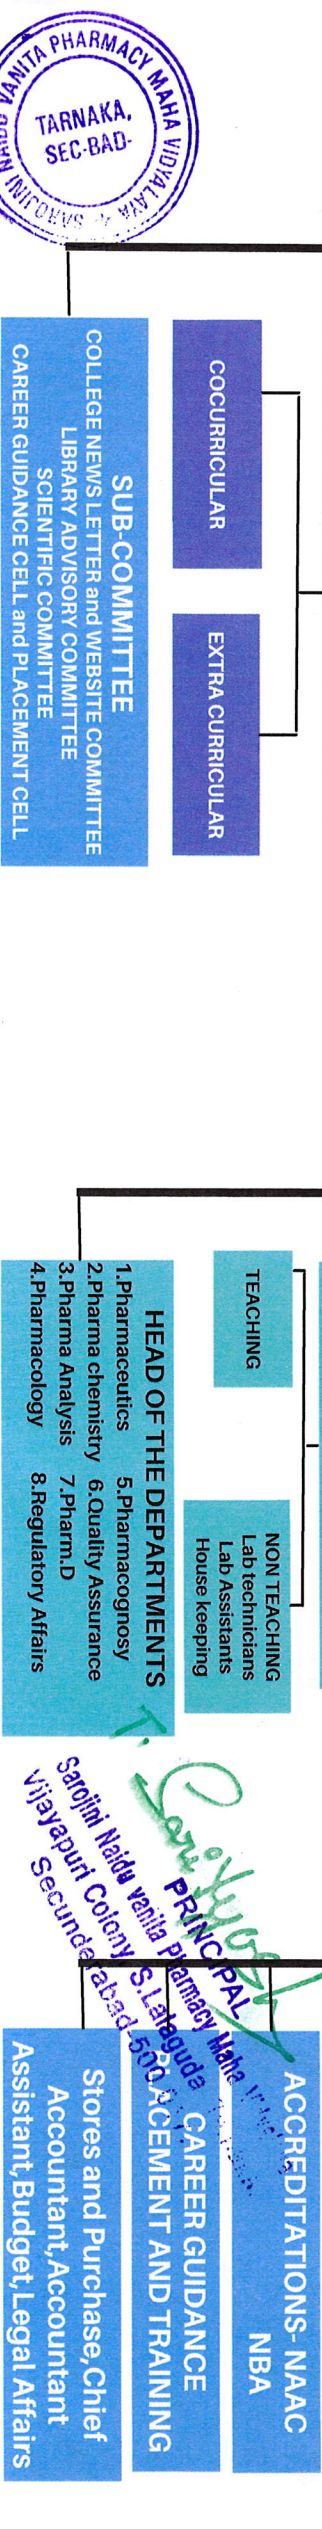 VANITA PHARMACY MAHA VIDYALAYA
SAROJINI NAIDU
TARNAKA,
SEC-BAD-
COCURRICULAR
EXTRA CURRICULAR
SUB-COMMITTEE
COLLEGE NEWS LETTER and WEBSITE COMMITTEE
LIBRARY ADVISORY COMMITTEE
SCIENTIFIC COMMITTEE
CAREER GUIDANCE CELL and PLACEMENT CELL
TEACHING
NON TEACHING
Lab technicians
Lab Assistants
House keeping
HEAD OF THE DEPARTMENTS
1.Pharmaceutics 5.Pharmacognosy
2.Pharma chemistry 6.Quality Assurance
3.Pharma Analysis 7.Pharm.D
4.Pharmacology 8.Regulatory Affairs
T.
PRINCIPAL
Sarojini Naidu vanita Pharmacy Maha
Vijayapuri Colony, S.Lalaguda
Secunderabad-500
ACCREDITATIONS- NAAC
NBA
CAREER GUIDANCE
PLACEMENT AND TRAINING
Stores and Purchase,Chief
Accountant,Accountant
Assistant,Budget,Legal Affairs